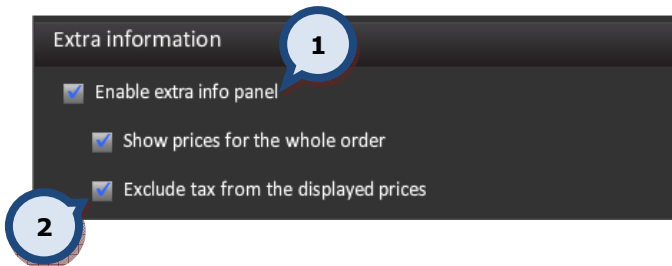 Extra information
1
Enable extra info panel
Show prices for the whole order
Exclude tax from the displayed prices
2